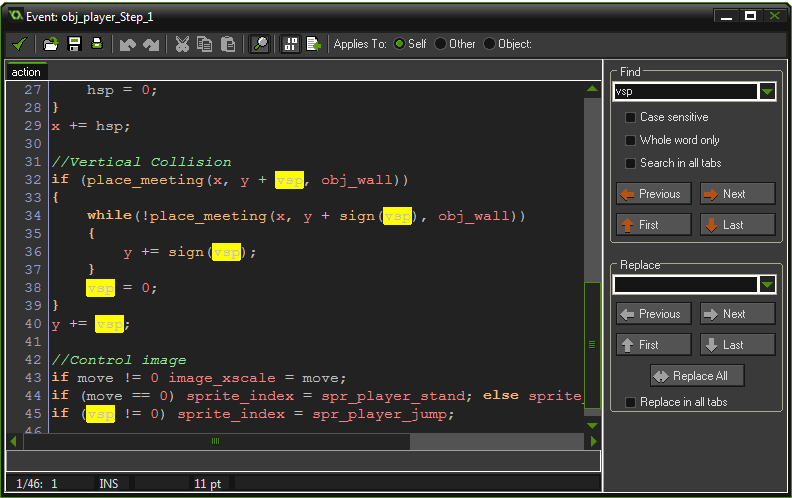 Event: obj_player_Step_1
Applies To: Self Other Object:
action
27 hsp = 0;
28 }
29 x += hsp;
30
31 //Vertical Collision
32 if (place_meeting(x, y + vsp, obj_wall))
33 {
34 while(!place_meeting(x, y + sign(vsp), obj_wall))
35 {
36 y += sign(vsp);
37 }
38 vsp = 0;
39 }
40 y += vsp;
41
42 //Control image
43 if move != 0 image_xscale = move;
44 if (move == 0) sprite_index = spr_player_stand; else sprite_
45 if (vsp != 0) sprite_index = spr_player_jump;
46
1/46: 1 INS 11 pt
Find
vsp
Case sensitive
Whole word only
Search in all tabs
Previous Next
First Last
Replace
Previous Next
First Last
Replace All
Replace in all tabs